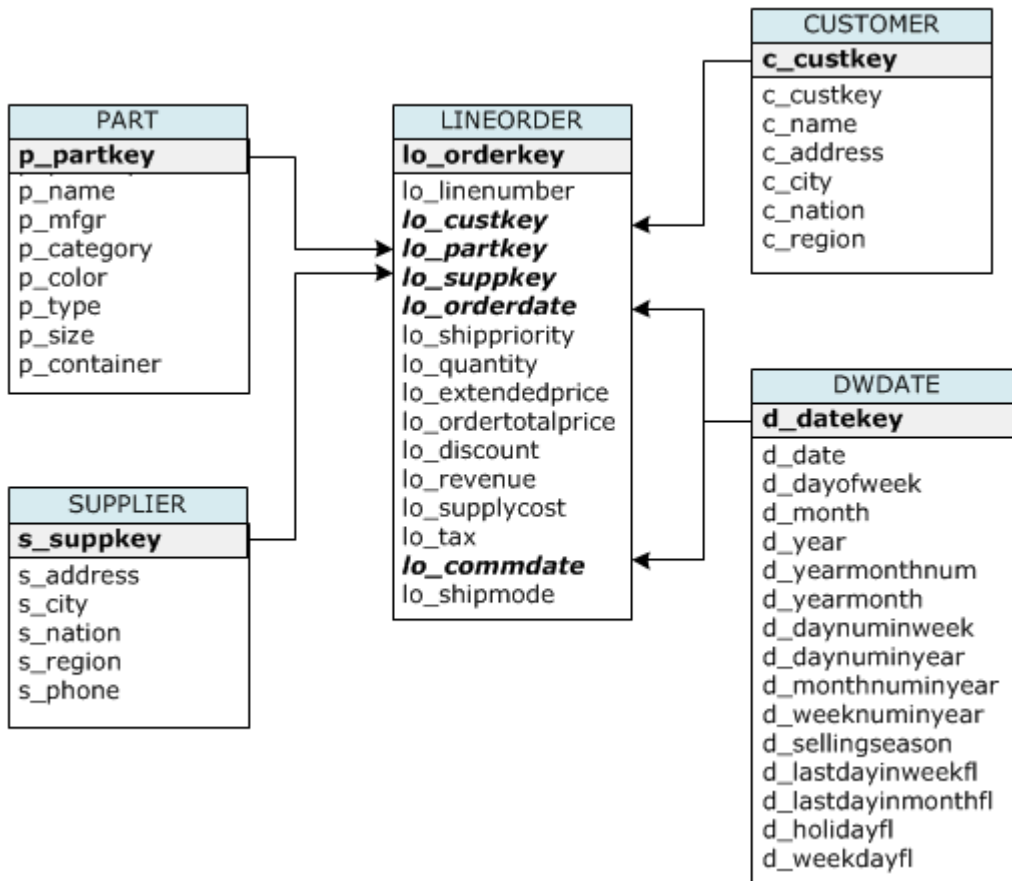 PART
p_partkey
p_name
p_mfgr
p_category
p_color
p_type
p_size
p_container
SUPPLIER
s_suppkey
s_address
s_city
s_nation
s_region
s_phone
LINEORDER
lo_orderkey
lo_linenumber
lo_custkey
lo_partkey
lo_suppkey
lo_orderdate
lo_shippriority
lo_quantity
lo_extendedprice
lo_ordertotalprice
lo_discount
lo_revenue
lo_supplycost
lo_tax
lo_commdate
lo_shipmode
CUSTOMER
c_custkey
c_custkey
c_name
c_address
c_city
c_nation
c_region
DWDATE
d_datekey
d_date
d_dayofweek
d_month
d_year
d_yearmonthnum
d_yearmonth
d_daynuminweek
d_daynuminyear
d_monthnuminyear
d_weeknuminyear
d_sellingseason
d_lastdayinweekfl
d_lastdayinmonthfl
d_holidayfl
d_weekdayfl